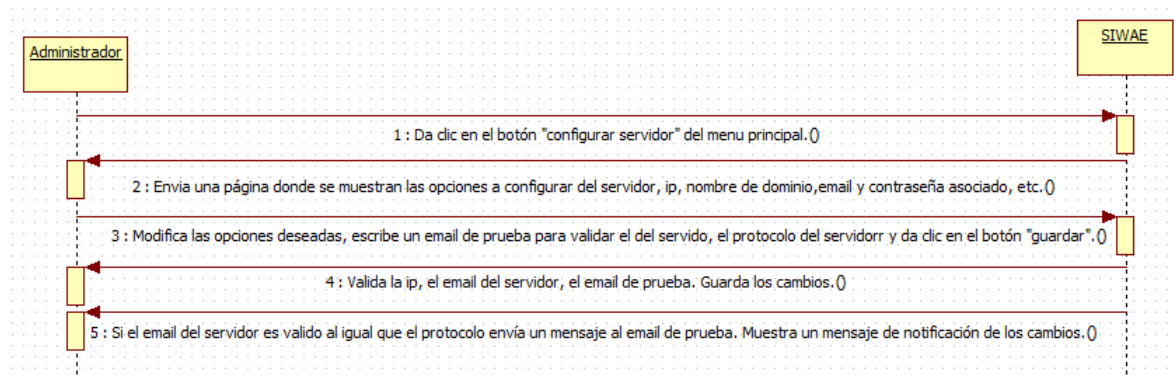 Administrador
SIWAE
1 : Da clic en el botón "configurar servidor" del menu principal.()
2 : Envia una página donde se muestran las opciones a configurar del servidor, ip, nombre de dominio,email y contraseña asociado, etc.()
3 : Modifica las opciones deseadas, escribe un email de prueba para validar el del servido, el protocolo del servidorr y da clic en el botón "guardar".()
4 : Valida la ip, el email del servidor, el email de prueba. Guarda los cambios.()
5 : Si el email del servidor es valido al igual que el protocolo envía un mensaje al email de prueba. Muestra un mensaje de notificación de los cambios.()